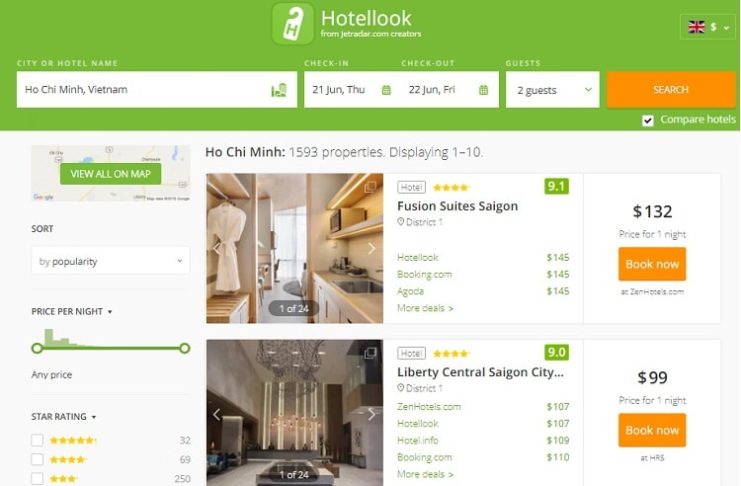 Hotellook
from Jetradar.com creators
$
CITY OR HOTEL NAME
CHECK-IN
CHECK-OUT
GUESTS
Ho Chi Minh, Vietnam
21 Jun, Thu
22 Jun, Fri
2 guests
SEARCH
Compare hotels
VIEW ALL ON MAP
Google
Ho Chi Minh: 1593 properties. Displaying 1–10.
SORT
by popularity
PRICE PER NIGHT
Any price
STAR RATING
32
69
250
1 of 24
Hotel
9.1
Fusion Suites Saigon
District 1
Hotellook $145
Booking.com $145
Agoda $145
More deals >
$132
Price for 1 night
Book now
at ZenHotels.com
1 of 24
Hotel
9.0
Liberty Central Saigon City...
District 1
ZenHotels.com $107
Hotellook $107
Hotel.info $109
Booking.com $110
More deals >
$99
Price for 1 night
Book now
at HRS